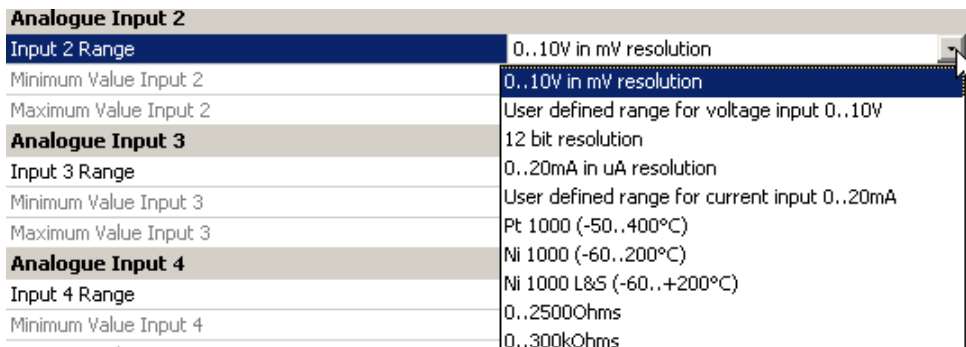 Analogue Input 2
Input 2 Range 0..10V in mV resolution
Minimum Value Input 2
Maximum Value Input 2
Analogue Input 3
Input 3 Range
Minimum Value Input 3
Maximum Value Input 3
Analogue Input 4
Input 4 Range
Minimum Value Input 4
0..10V in mV resolution
User defined range for voltage input 0..10V
12 bit resolution
0..20mA in uA resolution
User defined range for current input 0..20mA
Pt 1000 (-50..400°C)
Ni 1000 (-60..200°C)
Ni 1000 L&S (-60..+200°C)
0..2500Ohms
0..300kOhms